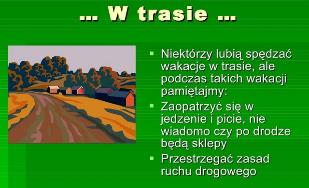 ... W trasie ...
Niektórzy lubią spędzać
wakacje w trasie, ale
podczas takich wakacji
pamiętajmy:
Zaopatrzyć się w
jedzenie i picie, nie
wiadomo czy po drodze
będą sklepy
Przestrzegać zasad
ruchu drogowego